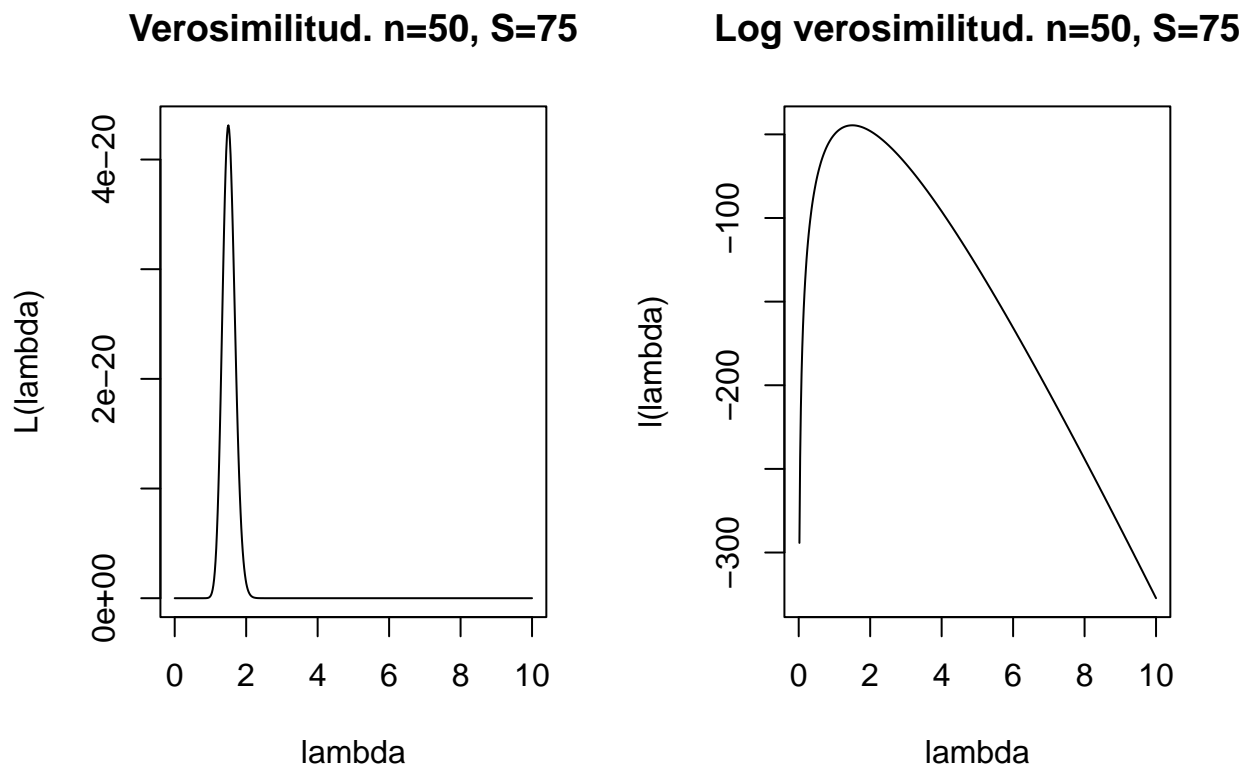 Verosimilitud. n=50, S=75
L(lambda)
4e−20
2e−20
0e+00
0 2 4 6 8 10
lambda
Log verosimilitud. n=50, S=75
l(lambda)
−100
−200
−300
0 2 4 6 8 10
lambda